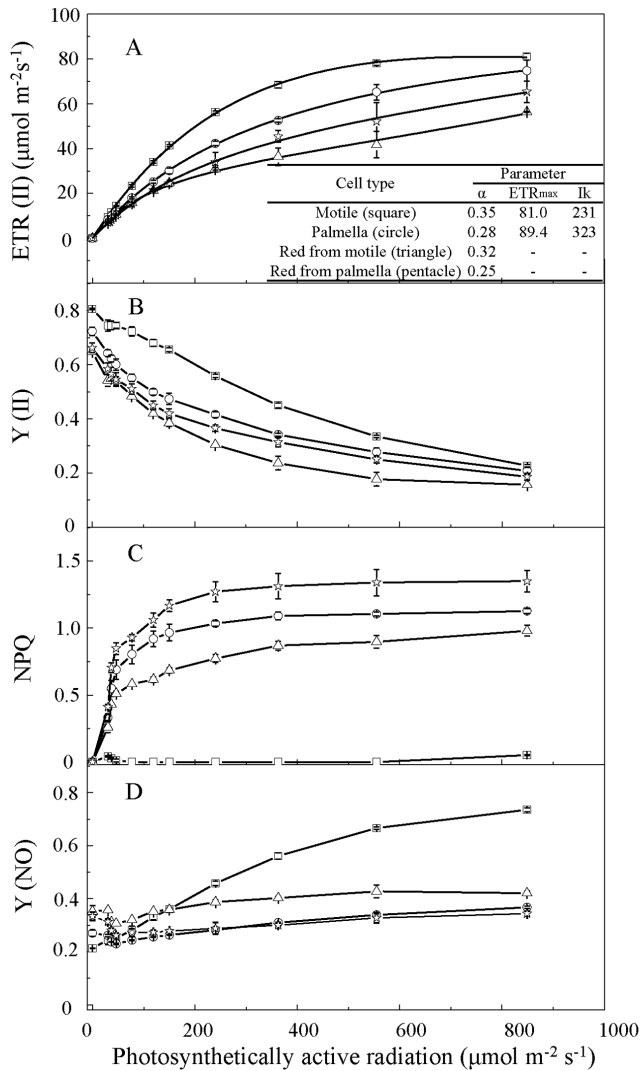 A
ETR (II) (μmol m-2s-1)
100
80
60
40
20
0
Cell type
Parameter
α ETRmax Ik
Motile (square) 0.35 81.0 231
Palmella (circle) 0.28 89.4 323
Red from motile (triangle) 0.32 - -
Red from palmella (pentacle) 0.25 - -
B
Y (II)
0.8
0.6
0.4
0.2
0
C
NPQ
1.5
1.0
0.5
0
D
Y (NO)
0.8
0.6
0.4
0.2
0
0 200 400 600 800 1000
Photosynthetically active radiation (μmol m-2 s-1)